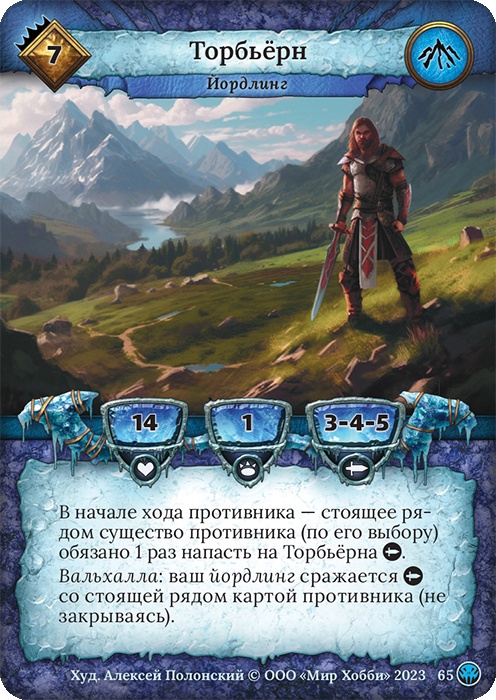 7
Торбьёрн
Йордлинг
14
1
3-4-5
В начале хода противника — стоящее ря-
дом существо противника (по его выбору)
обязано 1 раз напасть на Торбьёрна.
Вальхалла: ваш йордлинг сражается
со стоящей рядом картой противника (не
закрываясь).
Худ. Алексей Полонский © ООО «Мир Хобби» 2023 65